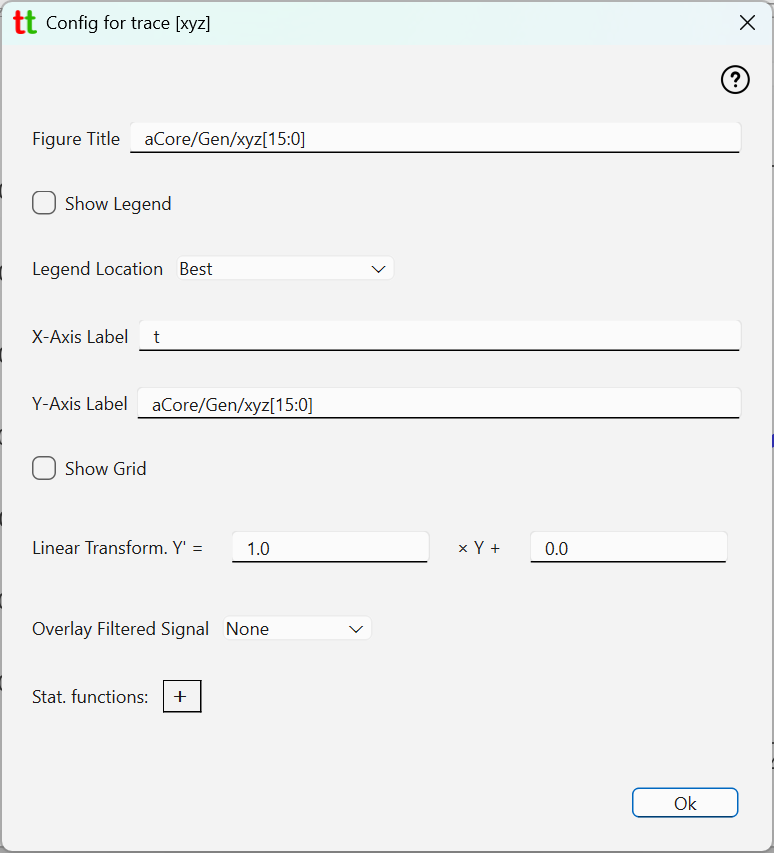 tt Config for trace [xyz]
?
Figure Title aCore/Gen/xyz[15:0]
Show Legend
Legend Location Best
X-Axis Label t
Y-Axis Label aCore/Gen/xyz[15:0]
Show Grid
Linear Transform. Y' = 1.0 × Y + 0.0
Overlay Filtered Signal None
Stat. functions: +
Ok